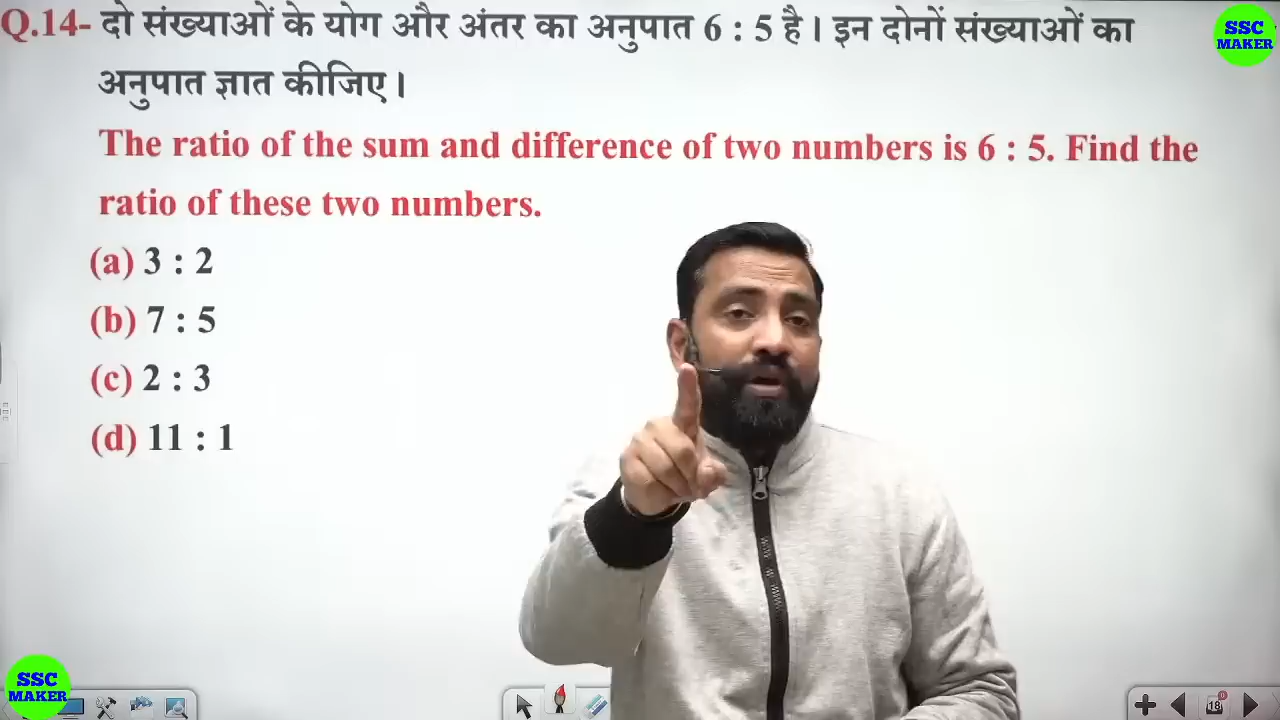 Q.14- दो संख्याओं के योग और अंतर का अनुपात 6 : 5 है। इन दोनों संख्याओं का
अनुपात ज्ञात कीजिए।
The ratio of the sum and difference of two numbers is 6 : 5. Find the
ratio of these two numbers.
(a) 3 : 2
(b) 7 : 5
(c) 2 : 3
(d) 11 : 1
SSC
MAKER
SSC
MAKER
18